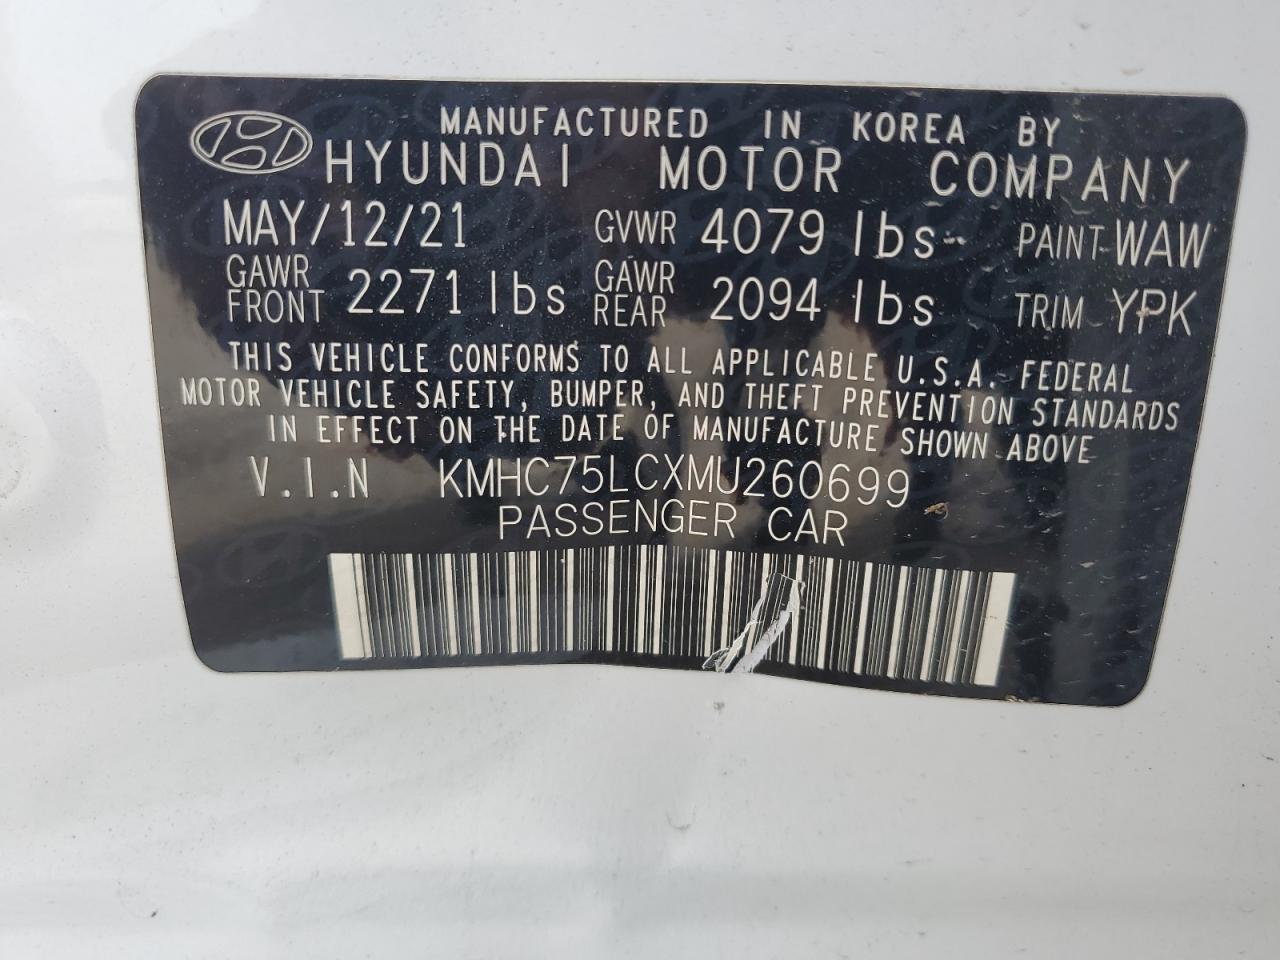 MANUFACTURED IN KOREA BY
HYUNDAI MOTOR COMPANY
MAY/12/21 GVWR 4079 lbs PAINT WAW
GAWR FRONT 2271 lbs GAWR REAR 2094 lbs TRIM YPK
THIS VEHICLE CONFORMS TO ALL APPLICABLE U.S.A. FEDERAL
MOTOR VEHICLE SAFETY, BUMPER, AND THEFT PREVENTION STANDARDS
IN EFFECT ON THE DATE OF MANUFACTURE SHOWN ABOVE
V.I.N KMHC75LCXMU260699
PASSENGER CAR